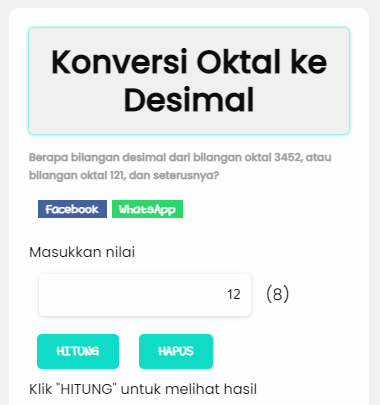 Konversi Oktal ke
Desimal
Berapa bilangan desimal dari bilangan oktal 3452, atau
bilangan oktal 121, dan seterusnya?
Facebook WhatsApp
Masukkan nilai
12 (8)
HITUNG HAPUS
Klik "HITUNG" untuk melihat hasil